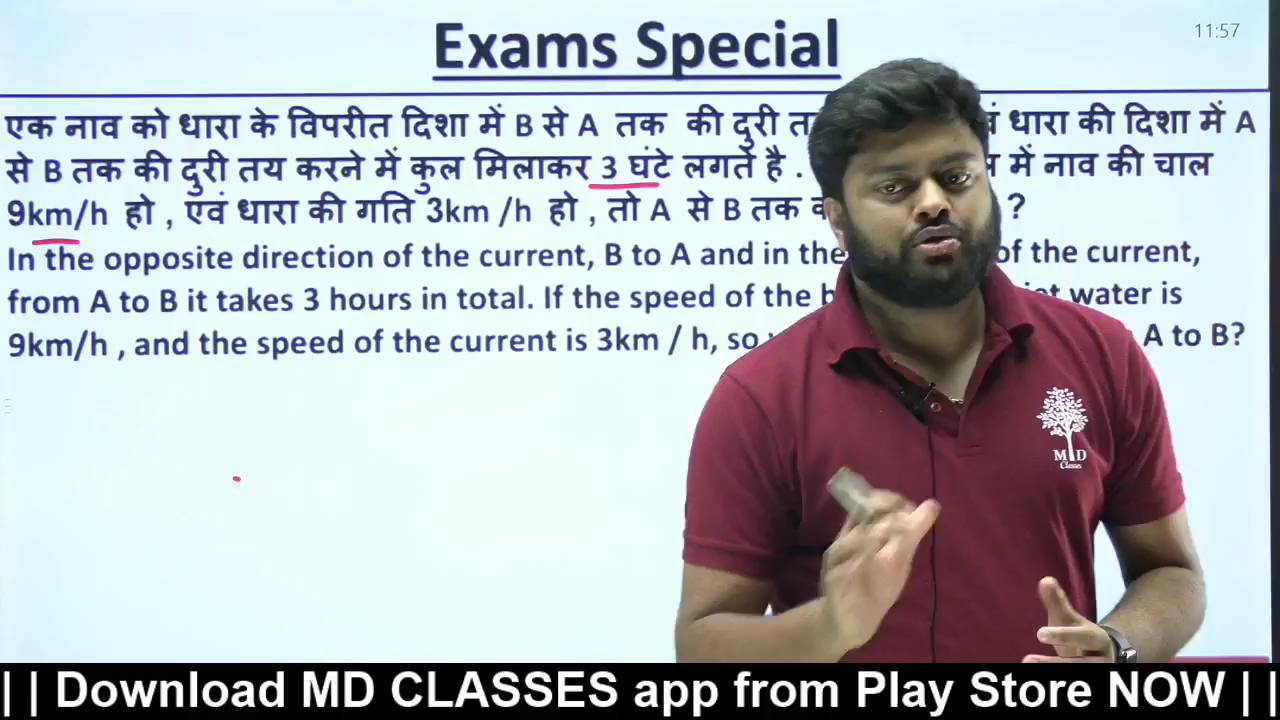 Exams Special
11:57
एक नाव को धारा के विपरीत दिशा में B से A तक की दुरी धारा की दिशा में A
से B तक की दुरी तय करने में कुल मिलाकर 3 घंटे लगते है . में नाव की चाल
9km/h हो , एवं धारा की गति 3km /h हो , तो A से B तक ?
In the opposite direction of the current, B to A and in the of the current,
from A to B it takes 3 hours in total. If the speed of the water is
9km/h , and the speed of the current is 3km / h, so A to B?
MD
Classes
| | Download MD CLASSES app from Play Store NOW | |